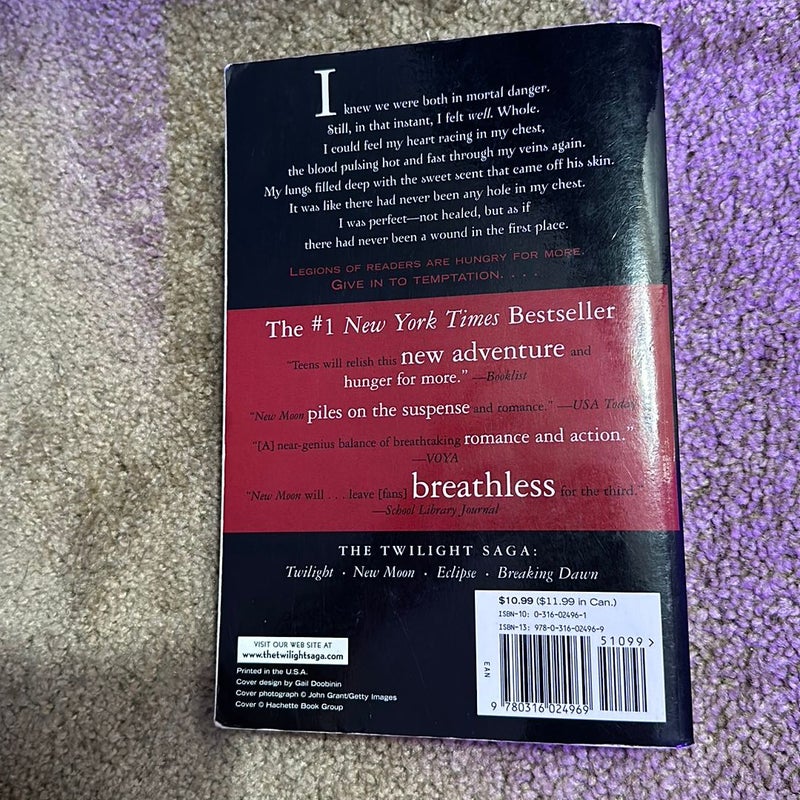 I knew we were both in mortal danger.
Still, in that instant, I felt well. Whole.
I could feel my heart racing in my chest,
the blood pulsing hot and fast through my veins again.
My lungs filled deep with the sweet scent that came off his skin.
It was like there had never been any hole in my chest.
I was perfect—not healed, but as if
there had never been a wound in the first place.
LEGIONS OF READERS ARE HUNGRY FOR MORE.
GIVE IN TO TEMPTATION. . . .
The #1 New York Times Bestseller
“Teens will relish this new adventure and
hunger for more.” —Booklist
“New Moon piles on the suspense and romance.” —USA Today
“[A] near-genius balance of breathtaking romance and action.”
—VOYA
“New Moon will . . . leave [fans] breathless for the third.”
—School Library Journal
THE TWILIGHT SAGA:
Twilight · New Moon · Eclipse · Breaking Dawn
$10.99 ($11.99 in Can.)
ISBN-10: 0-316-02496-1
ISBN-13: 978-0-316-02496-9
51099>
EAN
9 780316 024969
VISIT OUR WEB SITE AT
www.thetwilightsaga.com
Printed in the U.S.A.
Cover design by Gail Doobinin
Cover photograph © John Grant/Getty Images
Cover © Hachette Book Group